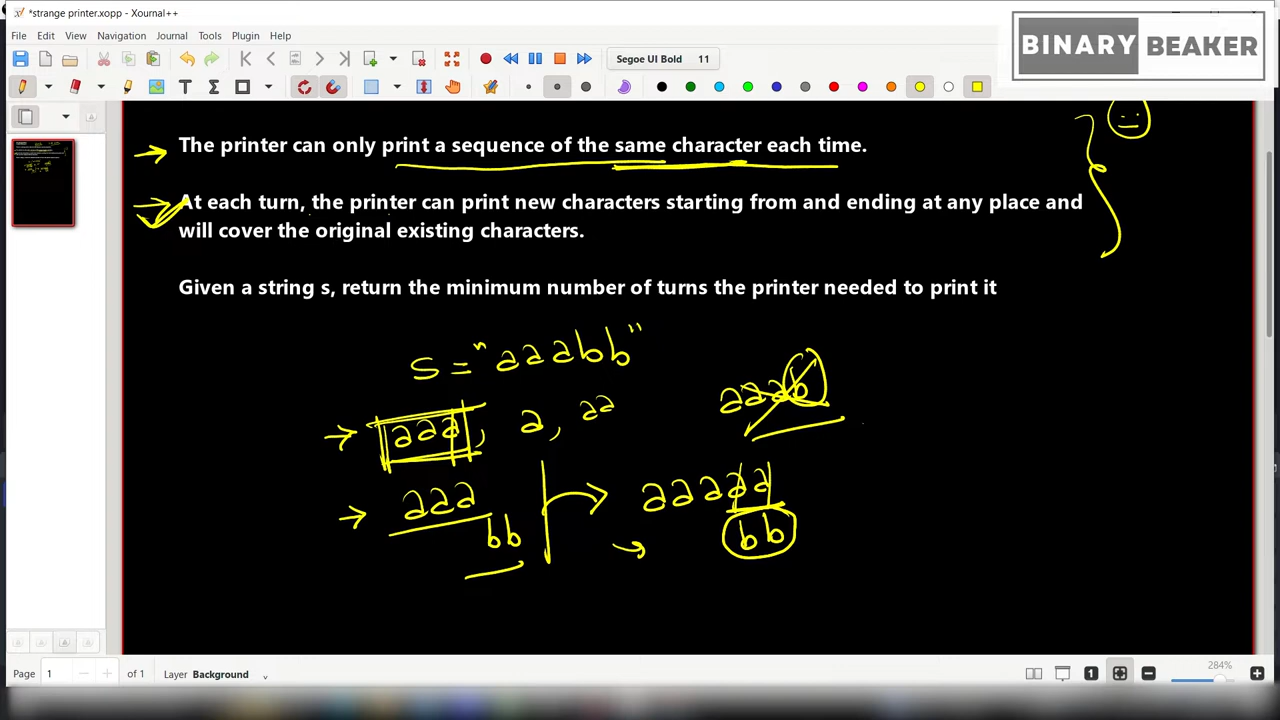 *strange printer.xopp - Xournal++
BINARY BEAKER
File Edit View Navigation Journal Tools Plugin Help
Segoe UI Bold 11
The printer can only print a sequence of the same character each time.
At each turn, the printer can print new characters starting from and ending at any place and
will cover the original existing characters.
Given a string s, return the minimum number of turns the printer needed to print it
s = "aaabb"
aaab
aaa, a, aa
aaa
aaaaa
bb
bb
Page 1 of 1 Layer Background
284%